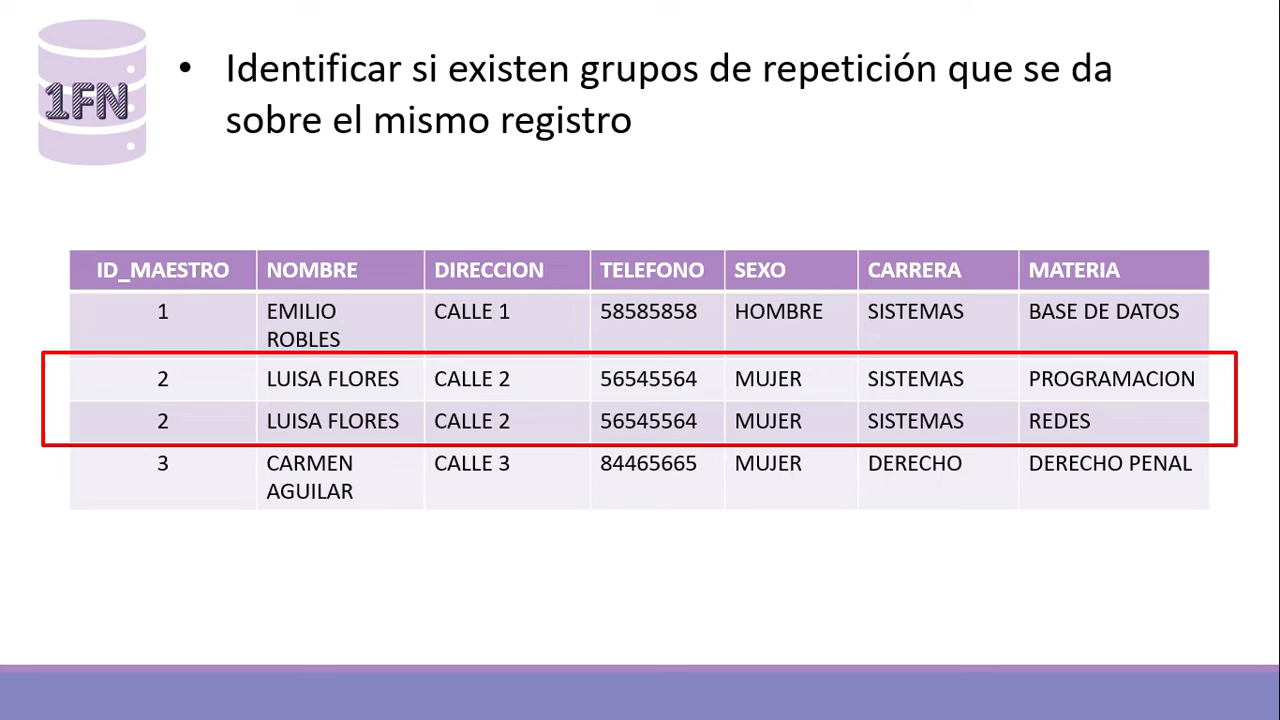 1FN
• Identificar si existen grupos de repetición que se da
sobre el mismo registro
ID_MAESTRO NOMBRE DIRECCION TELEFONO SEXO CARRERA MATERIA
1 EMILIO ROBLES CALLE 1 58585858 HOMBRE SISTEMAS BASE DE DATOS
2 LUISA FLORES CALLE 2 56545564 MUJER SISTEMAS PROGRAMACION
2 LUISA FLORES CALLE 2 56545564 MUJER SISTEMAS REDES
3 CARMEN AGUILAR CALLE 3 84465665 MUJER DERECHO DERECHO PENAL